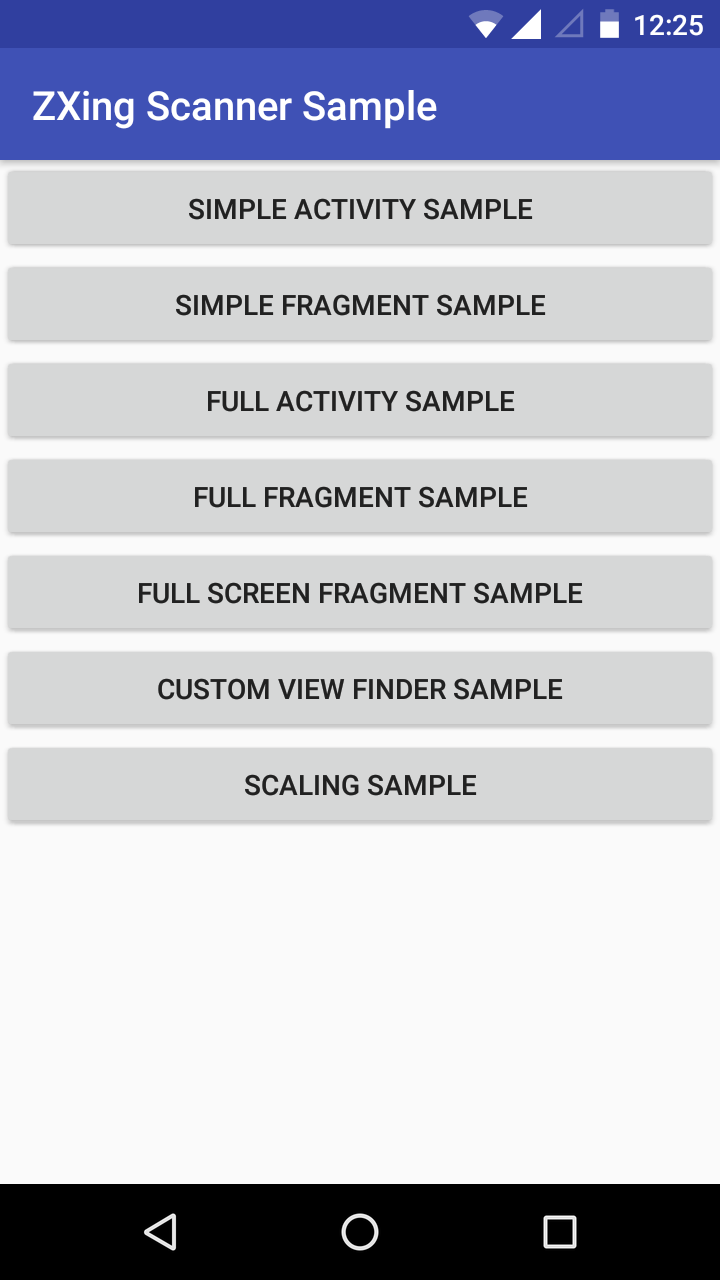 12:25
ZXing Scanner Sample
SIMPLE ACTIVITY SAMPLE
SIMPLE FRAGMENT SAMPLE
FULL ACTIVITY SAMPLE
FULL FRAGMENT SAMPLE
FULL SCREEN FRAGMENT SAMPLE
CUSTOM VIEW FINDER SAMPLE
SCALING SAMPLE